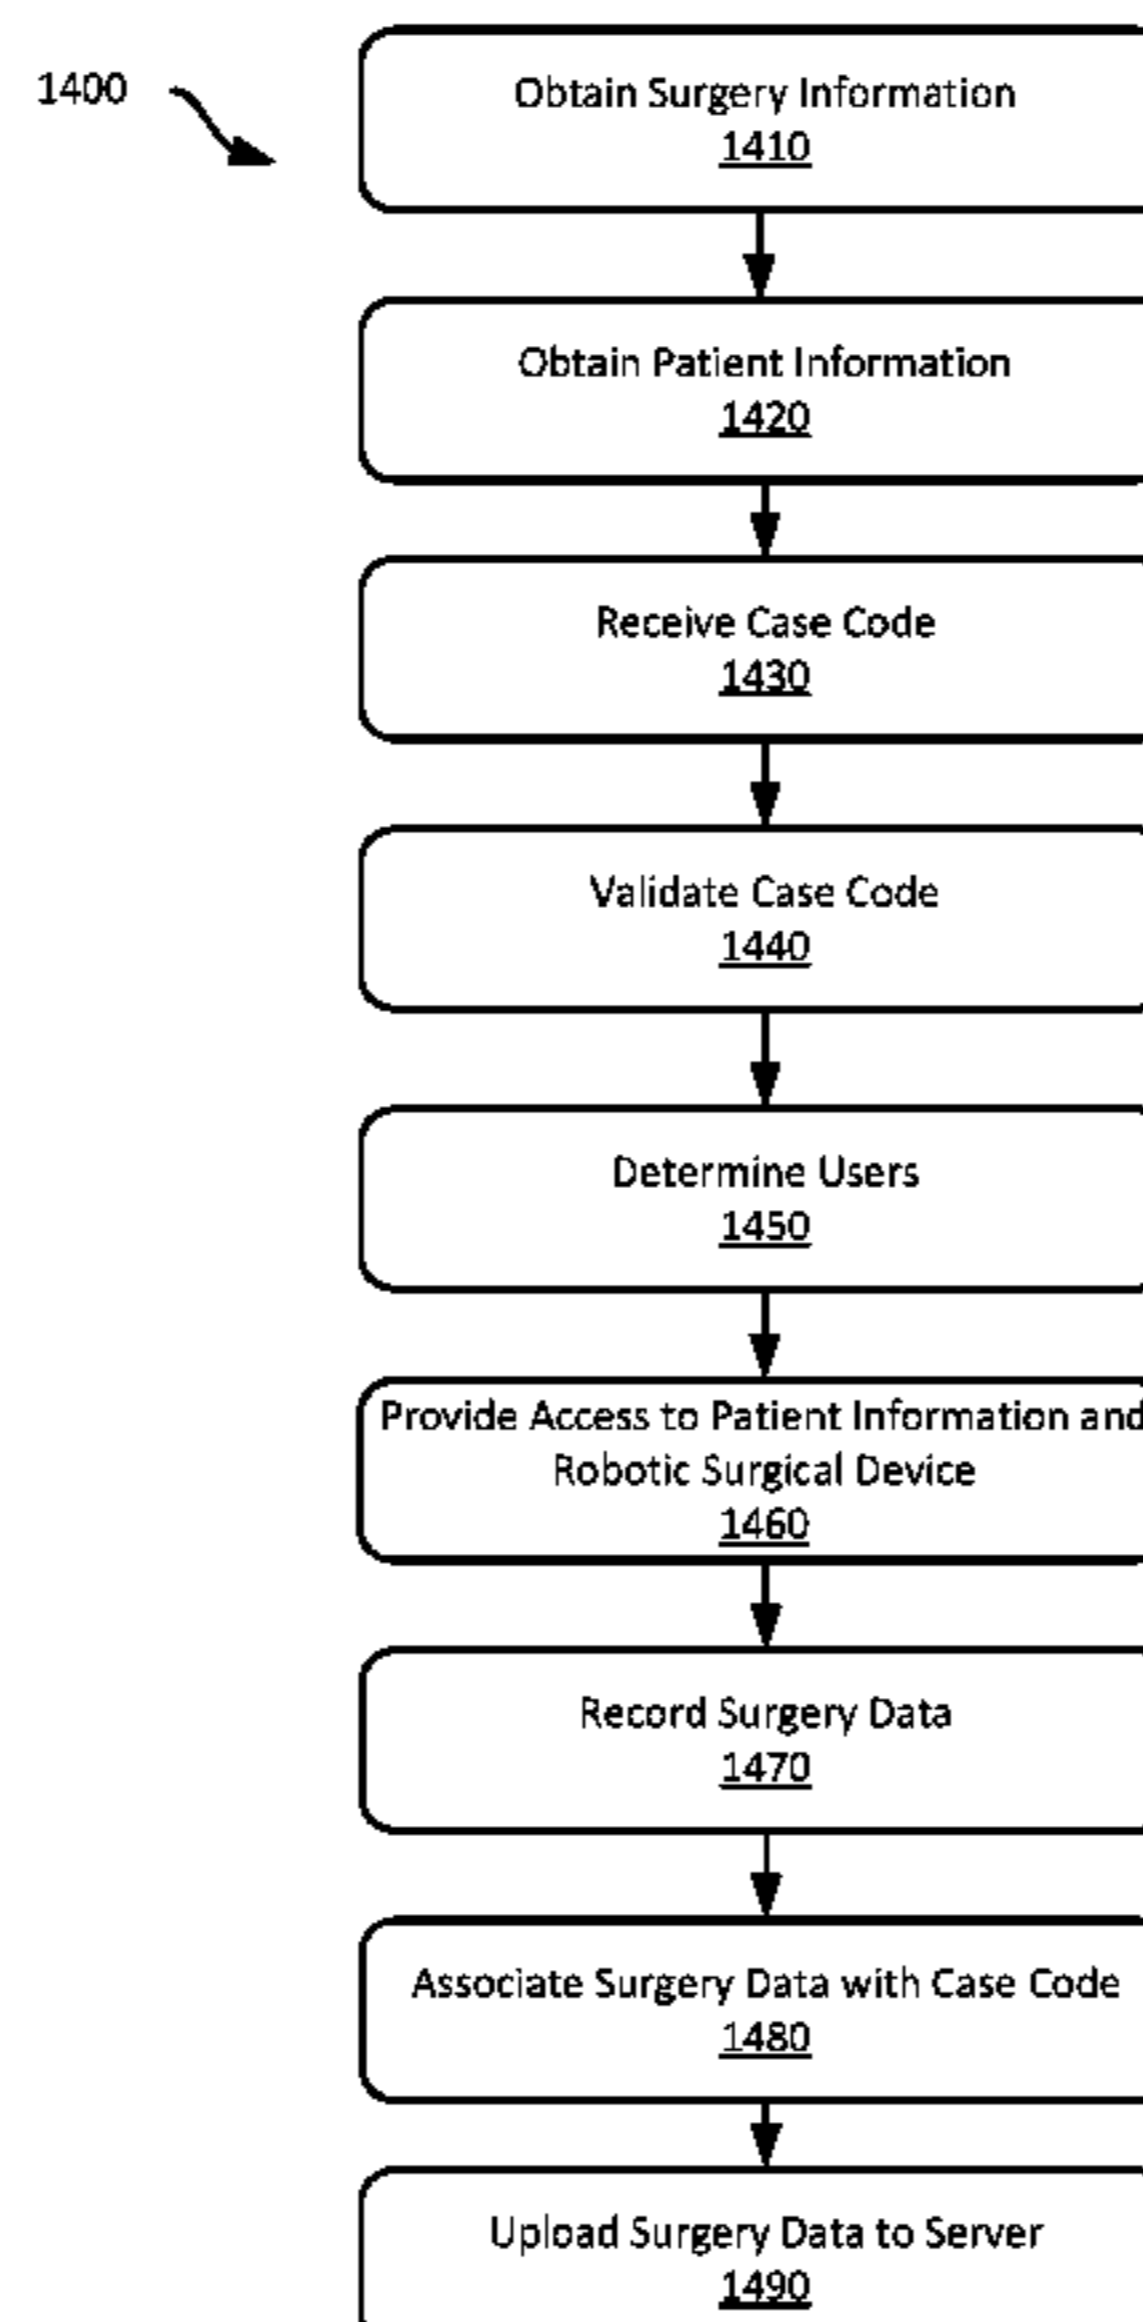 1400
Obtain Surgery Information
1410
Obtain Patient Information
1420
Receive Case Code
1430
Validate Case Code
1440
Determine Users
1450
Provide Access to Patient Information and
Robotic Surgical Device
1460
Record Surgery Data
1470
Associate Surgery Data with Case Code
1480
Upload Surgery Data to Server
1490